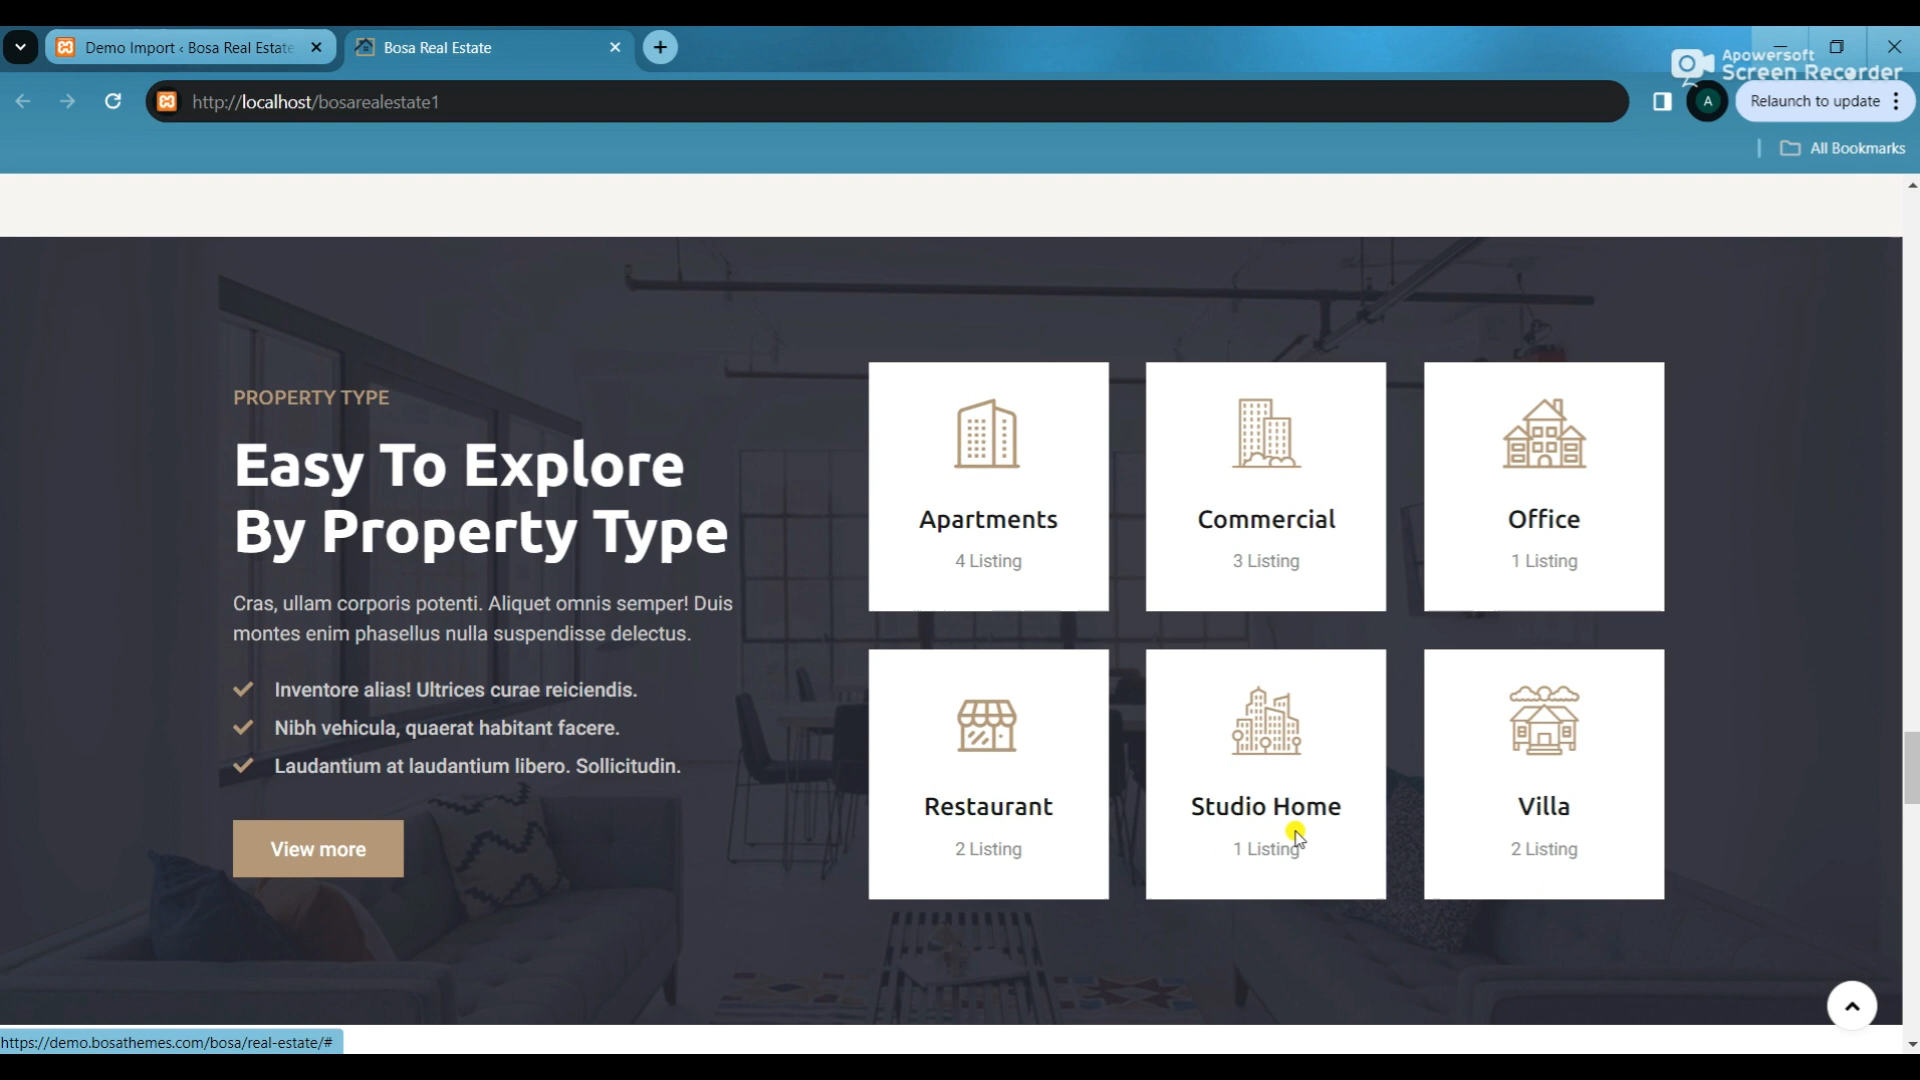 Demo Import ‹ Bosa Real Estate
Bosa Real Estate
Apowersoft
Screen Recorder
http://localhost/bosarealestate1
A
Relaunch to update
All Bookmarks
PROPERTY TYPE
Easy To Explore
By Property Type
Cras, ullam corporis potenti. Aliquet omnis semper! Duis
montes enim phasellus nulla suspendisse delectus.
Inventore alias! Ultrices curae reiciendis.
Nibh vehicula, quaerat habitant facere.
Laudantium at laudantium libero. Sollicitudin.
View more
Apartments
4 Listing
Commercial
3 Listing
Office
1 Listing
Restaurant
2 Listing
Studio Home
1 Listing
Villa
2 Listing
https://demo.bosathemes.com/bosa/real-estate/#